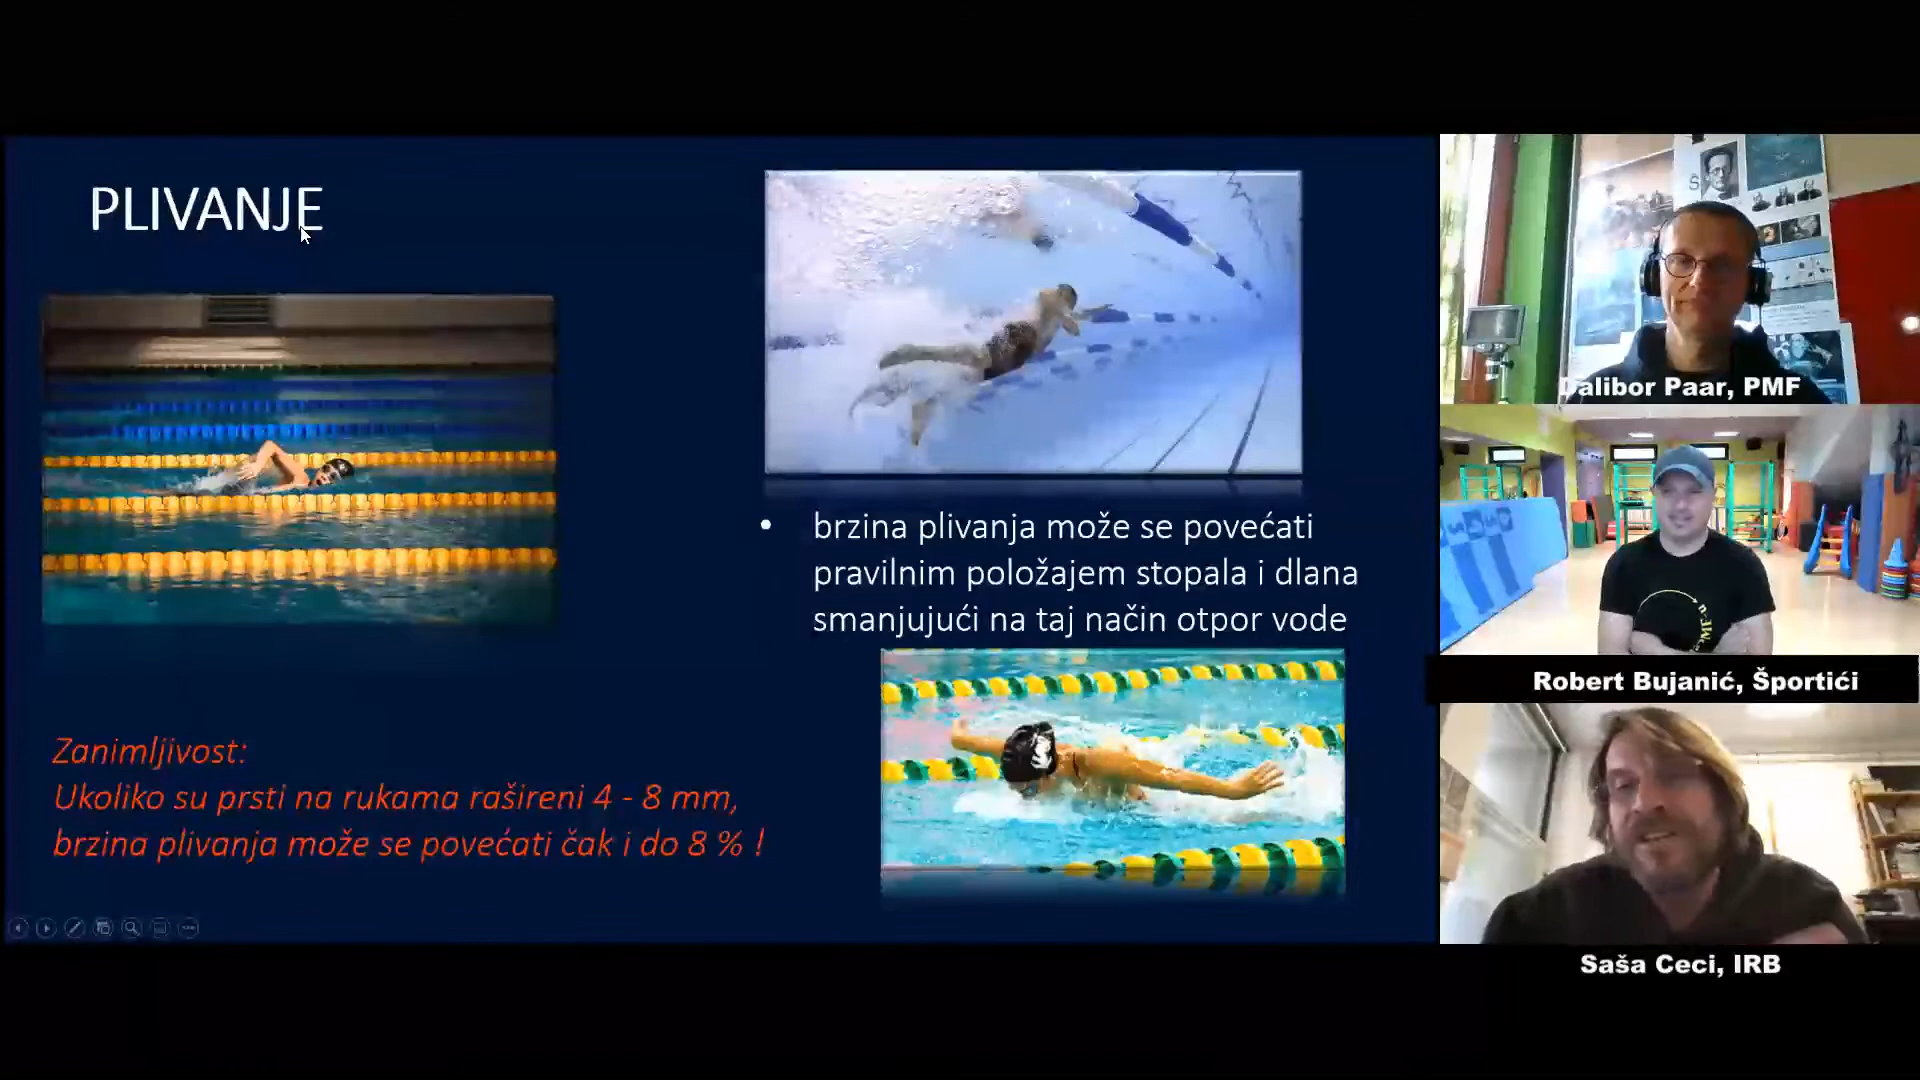 PLIVANJE
• brzina plivanja može se povećati
pravilnim položajem stopala i dlana
smanjujući na taj način otpor vode
Zanimljivost:
Ukoliko su prsti na rukama rašireni 4 - 8 mm,
brzina plivanja može se povećati čak i do 8 % !
Dalibor Paar, PMF
Robert Bujanić, Športići
Saša Ceci, IRB